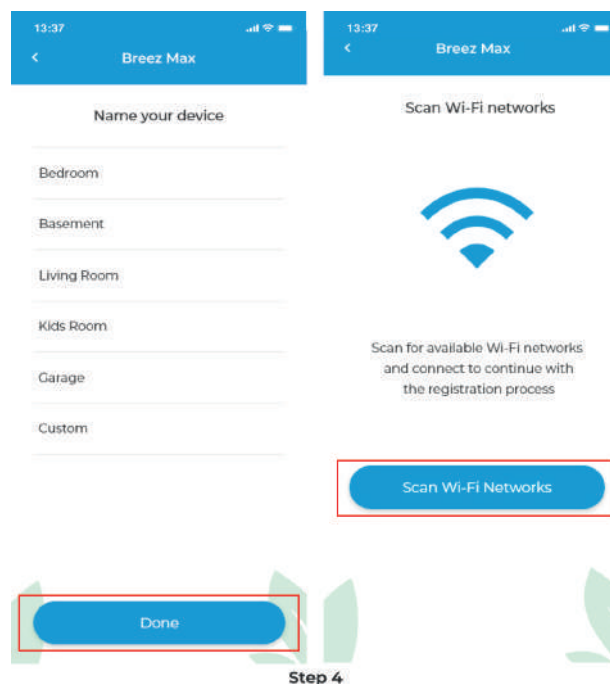 13:37
Breez Max
Name your device
Bedroom
Basement
Living Room
Kids Room
Garage
Custom
Done
13:37
Breez Max
Scan Wi-Fi networks
Scan for available Wi-Fi networks
and connect to continue with
the registration process
Scan Wi-Fi Networks
Step 4